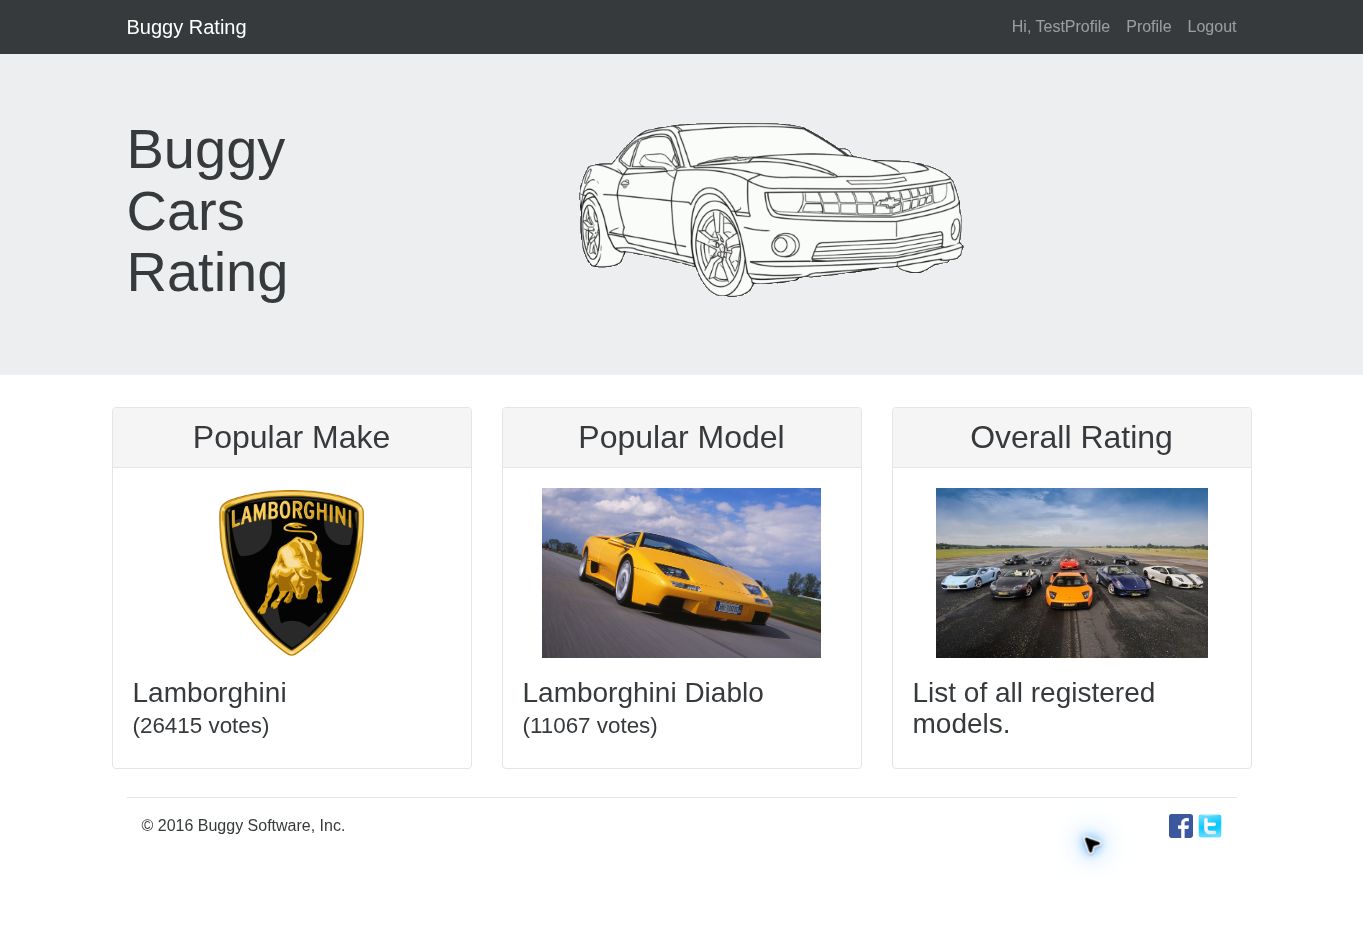 Buggy Rating
Hi, TestProfile
Profile
Logout
Buggy
Cars
Rating
Popular Make
LAMBORGHINI
Lamborghini
(26415 votes)
Popular Model
Lamborghini Diablo
(11067 votes)
Overall Rating
List of all registered
models.
© 2016 Buggy Software, Inc.